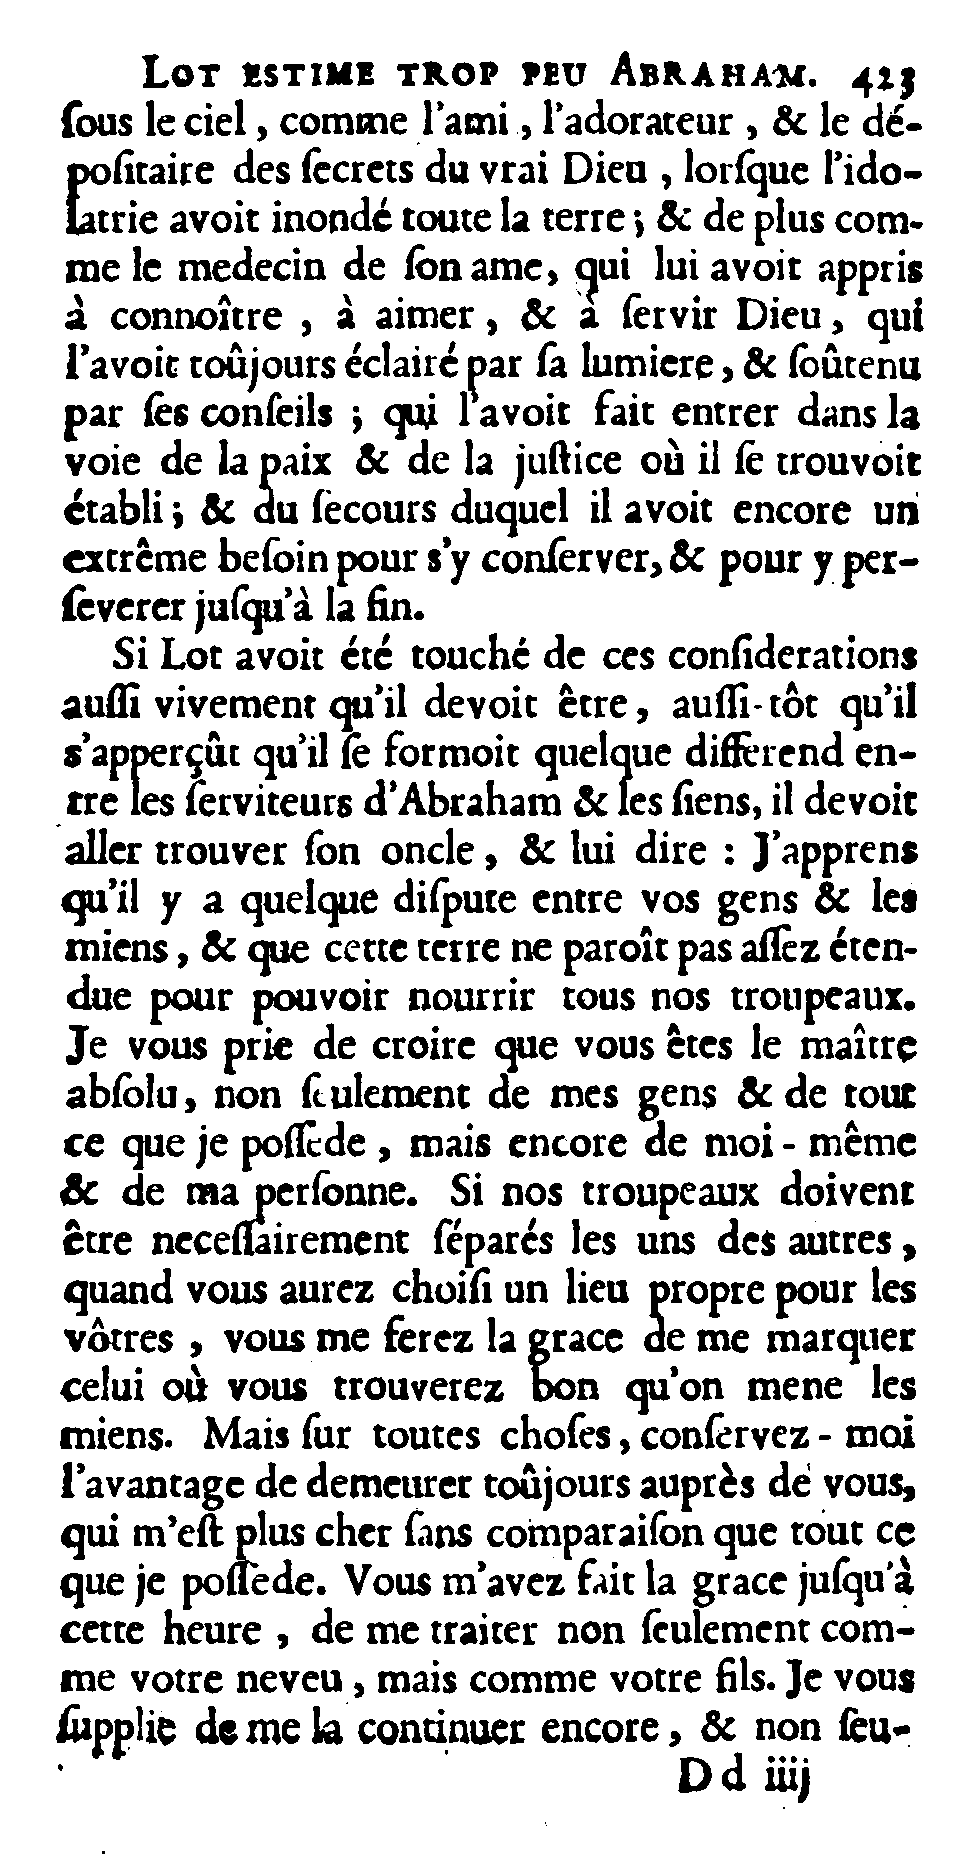 LOT ESTIME TROP PEU ABRAHAM. 423
ſous le ciel, comme l'ami, l'adorateur, & le dé-
poſitaire des ſecrets du vrai Dieu, lorſque l'ido-
latrie avoit inondé toute la terre; & de plus com-
me le medecin de ſon ame, qui lui avoit appris
à connoître, à aimer, & à ſervir Dieu, qui
l'avoit toûjours éclairé par ſa lumiere, & ſoûtenu
par ſes conſeils; qui l'avoit fait entrer dans la
voie de la paix & de la juſtice où il ſe trouvoit
établi; & du ſecours duquel il avoit encore un
extrême beſoin pour s'y conſerver, & pour y per-
ſeverer juſqu'à la fin.
Si Lot avoit été touché de ces conſiderations
auſſi vivement qu'il devoit être, auſſi-tôt qu'il
s'apperçût qu'il ſe formoit quelque differend en-
tre les ſerviteurs d'Abraham & les ſiens, il devoit
aller trouver ſon oncle, & lui dire : J'apprens
qu'il y a quelque diſpute entre vos gens & les
miens, & que cette terre ne paroît pas aſſez éten-
due pour pouvoir nourrir tous nos troupeaux.
Je vous prie de croire que vous êtes le maître
abſolu, non ſeulement de mes gens & de tout
ce que je poſſede, mais encore de moi-même
& de ma perſonne. Si nos troupeaux doivent
être neceſſairement ſéparés les uns des autres,
quand vous aurez choiſi un lieu propre pour les
vôtres, vous me ferez la grace de me marquer
celui où vous trouverez bon qu'on mene les
miens. Mais ſur toutes choſes, conſervez-moi
l'avantage de demeurer toûjours auprès de vous,
qui m'eſt plus cher ſans comparaiſon que tout ce
que je poſſede. Vous m'avez fait la grace juſqu'à
cette heure, de me traiter non ſeulement com-
me votre neveu, mais comme votre fils. Je vous
ſupplie de me la continuer encore, & non ſeu-
D d iiij